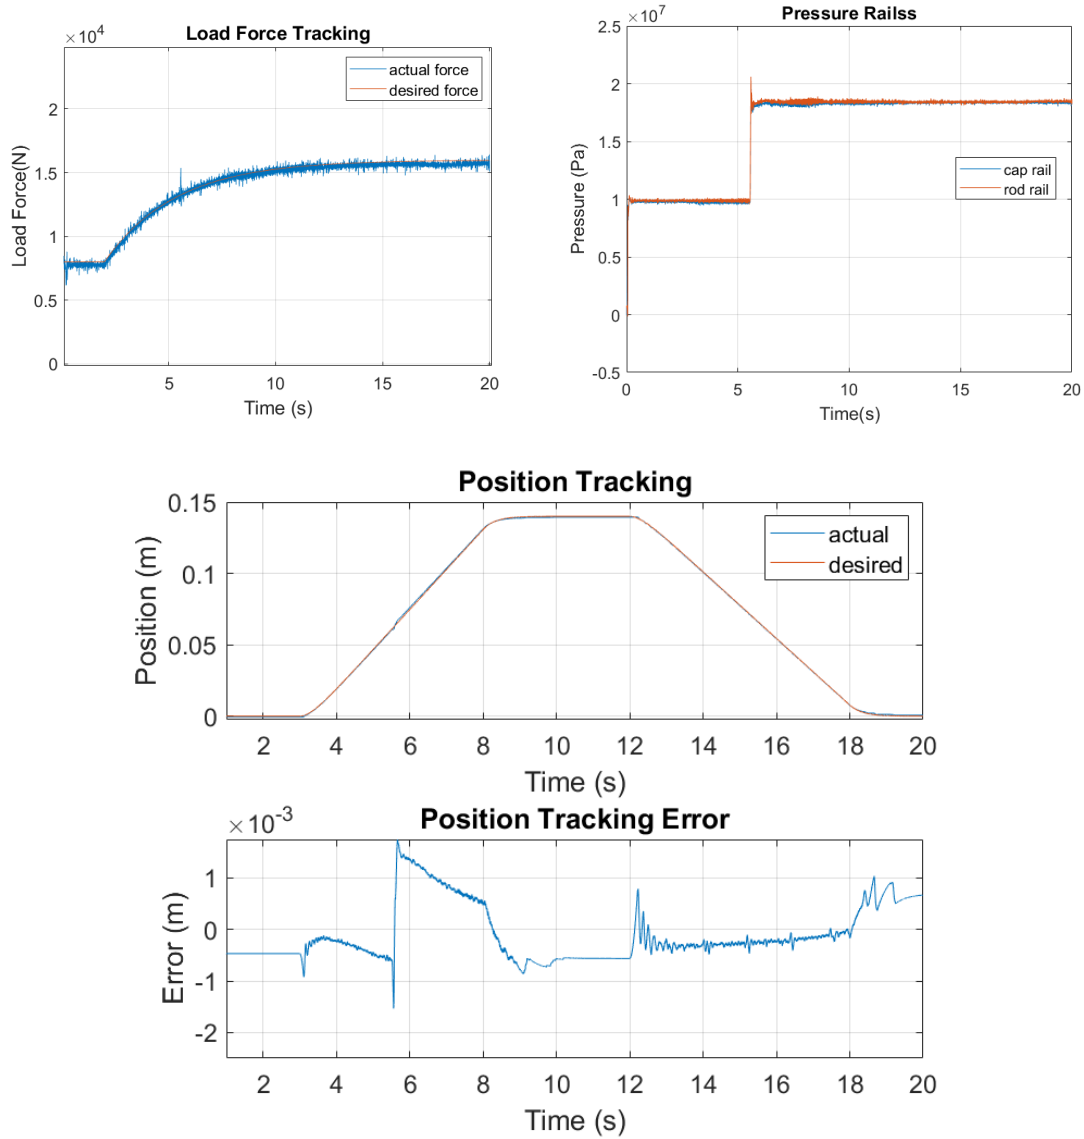 Load Force Tracking
×10⁴
2
1.5
1
0.5
0
Load Force(N)
actual force
desired force
5
10
15
20
Time (s)
Pressure Railss
×10⁷
2.5
2
1.5
1
0.5
0
-0.5
Pressure (Pa)
cap rail
rod rail
0
5
10
15
20
Time(s)
Position Tracking
0.15
0.1
0.05
0
Position (m)
actual
desired
2
4
6
8
10
12
14
16
18
20
Time (s)
Position Tracking Error
×10⁻³
1
0
-1
-2
Error (m)
2
4
6
8
10
12
14
16
18
20
Time (s)